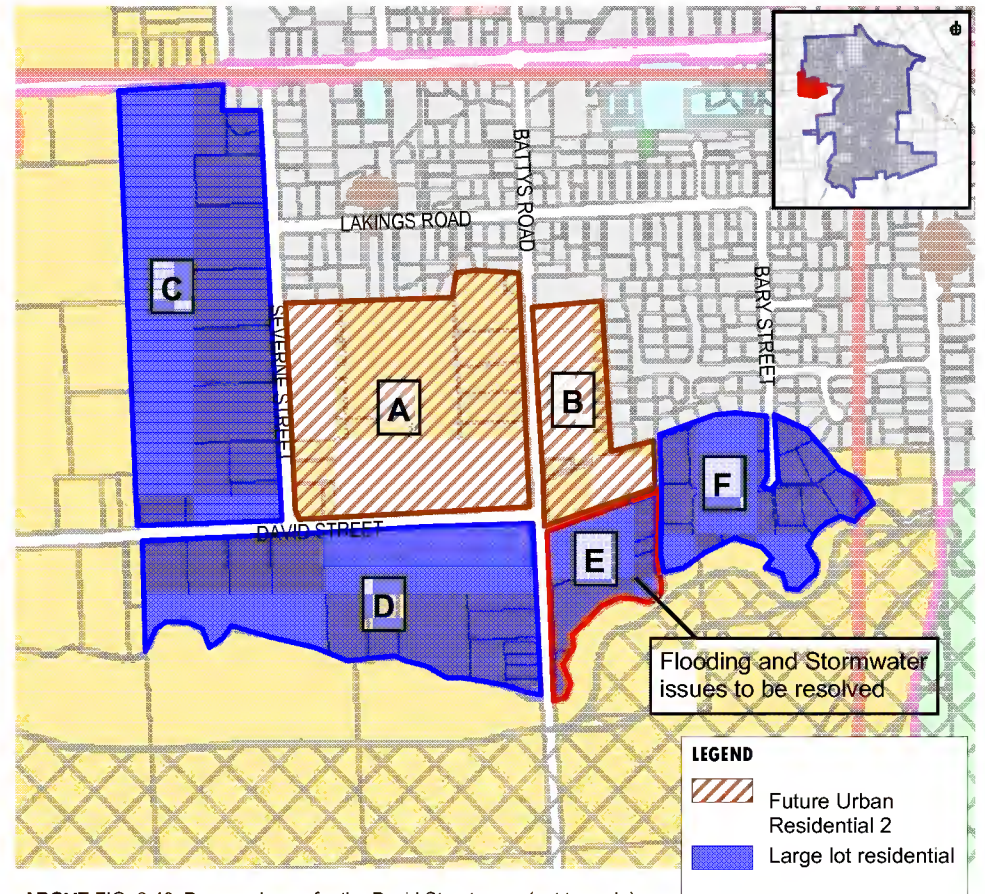 BATTYS ROAD
LAKINGS ROAD
BARY STREET
C
SEVERNE STREET
A
B
F
DAVID STREET
E
D
Flooding and Stormwater
issues to be resolved
LEGEND
Future Urban
Residential 2
Large lot residential